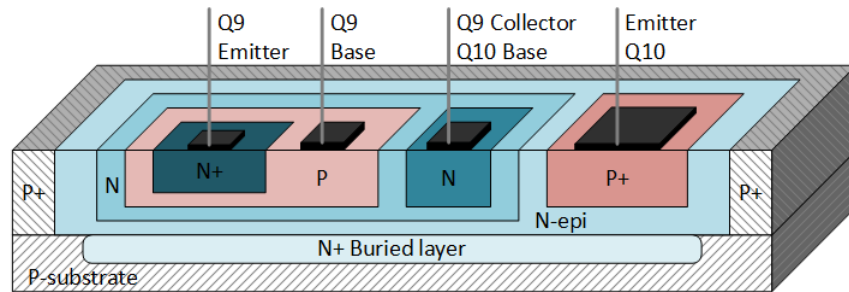 Q9
Emitter
Q9
Base
Q9 Collector
Q10 Base
Emitter
Q10
P+
N
N+
P
N
P+
P+
N-epi
N+ Buried layer
P-substrate